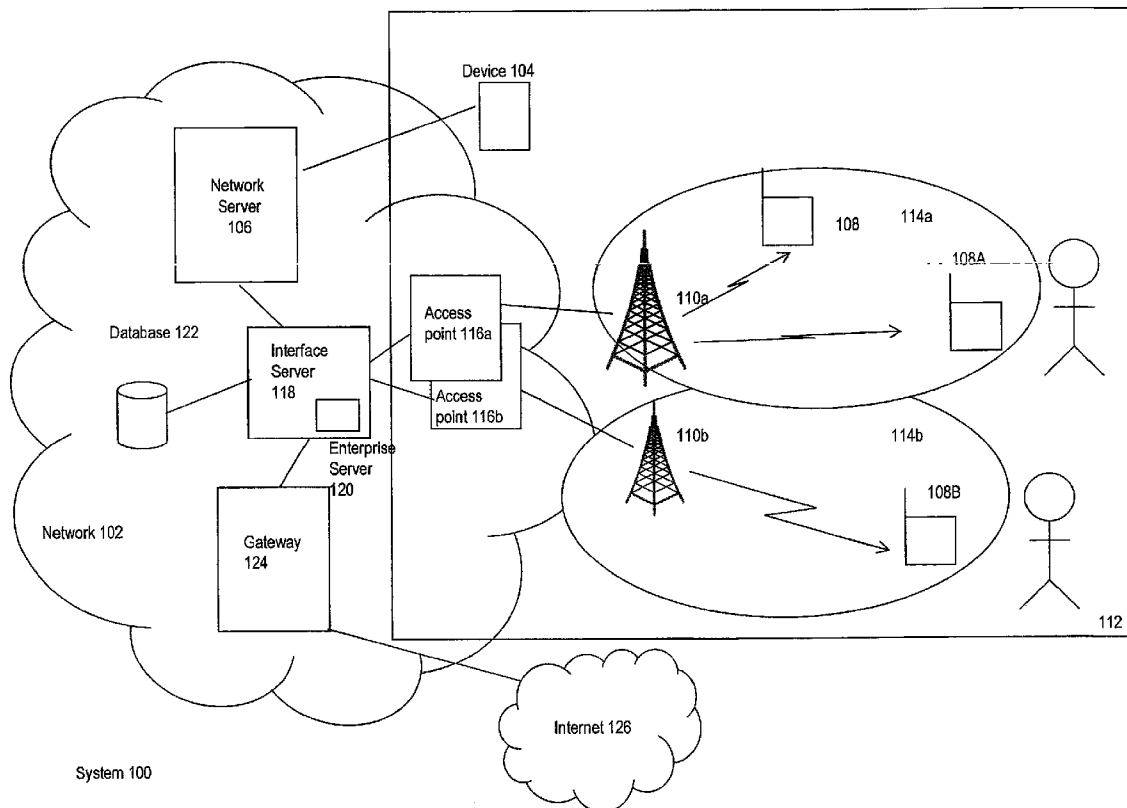 Device 104
Network
Server
106
108
114a
108A
110a
Access
point 116a
Database 122
Interface
Server
118
Access
point 116b
110b
114b
Enterprise
Server
120
108B
Network 102
Gateway
124
112
Internet 126
System 100